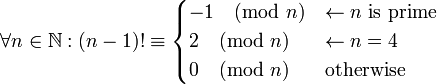 ∀n ∈ ℕ : (n − 1)! ≡ { −1 (mod n) ← n is prime
2 (mod n) ← n = 4
0 (mod n) otherwise